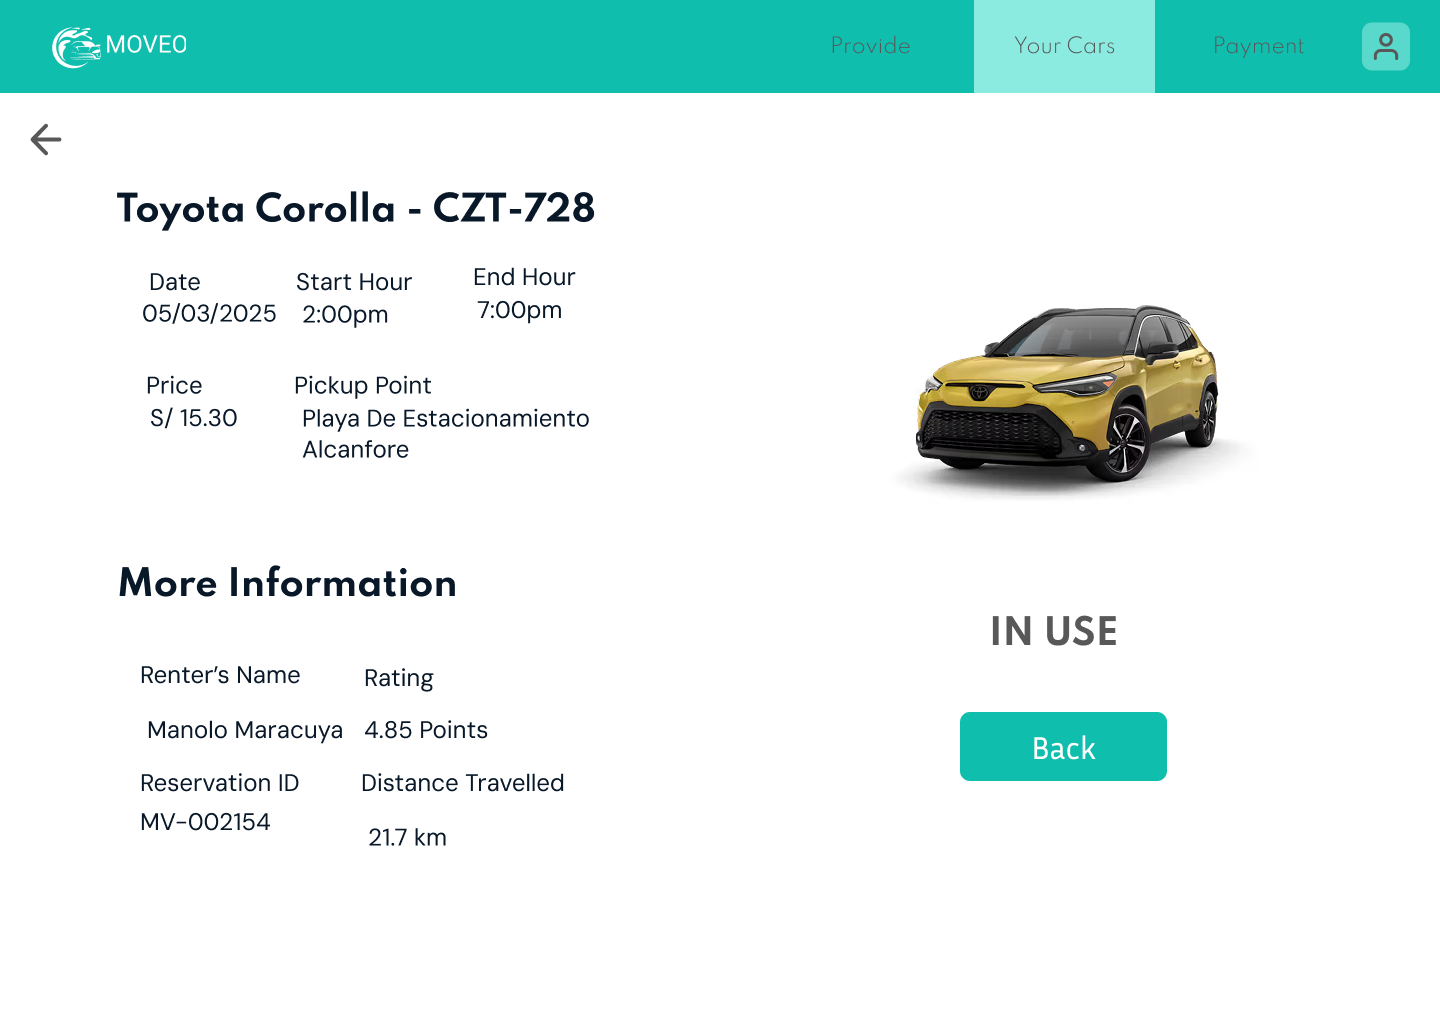 MOVEO
Provide
Your Cars
Payment
Toyota Corolla - CZT-728
Date
Start Hour
End Hour
05/03/2025
2:00pm
7:00pm
Price
Pickup Point
S/ 15.30
Playa De Estacionamiento
Alcanfore
More Information
IN USE
Renter’s Name
Rating
Manolo Maracuya
4.85 Points
Back
Reservation ID
Distance Travelled
MV-002154
21.7 km